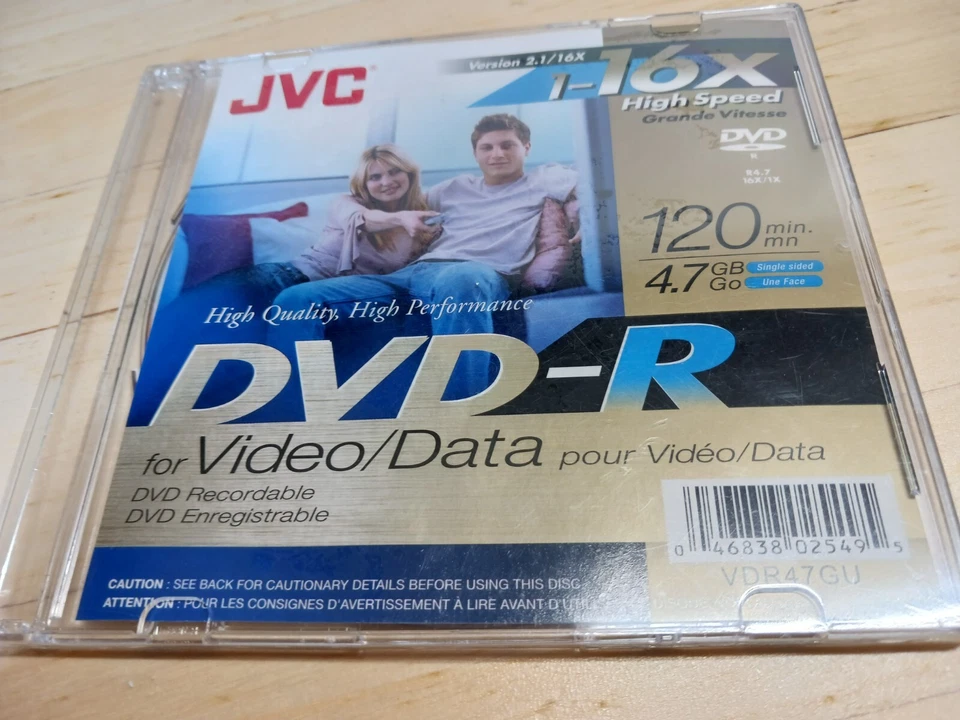 JVC
Version 2.1/16X
1-16x
High Speed
Grande Vitesse
DVD
R
R4.7
16X/1X
120 min.
mn
4.7 GB Single sided
Go Une Face
High Quality, High Performance
DVD-R
for Video/Data pour Vidéo/Data
DVD Recordable
DVD Enregistrable
0 46838 02549 5
VDR47GU
CAUTION : SEE BACK FOR CAUTIONARY DETAILS BEFORE USING THIS DISC
ATTENTION : POUR LES CONSIGNES D'AVERTISSEMENT À LIRE AVANT